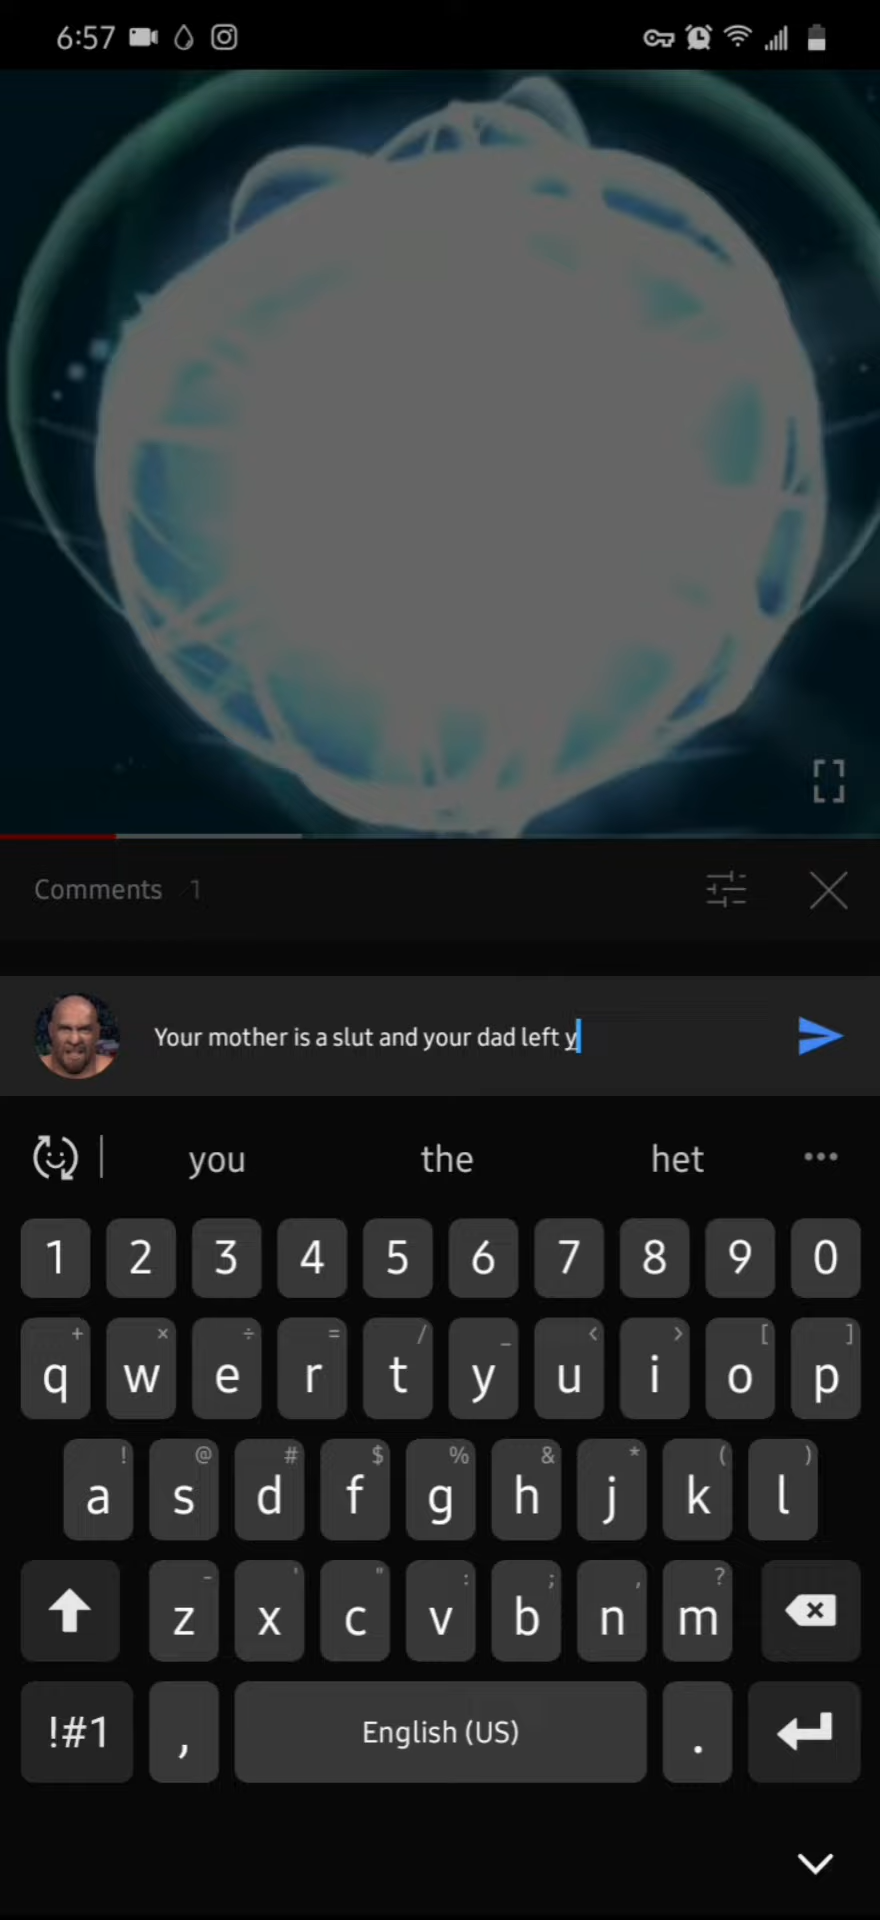 6:57
Comments 1
Your mother is a slut and your dad left y
you the het
1 2 3 4 5 6 7 8 9 0
+ × ÷ = / _ < > [ ]
q w e r t y u i o p
! @ # $ % & * ( )
a s d f g h j k l
- ' " : ; , ?
z x c v b n m
!#1 , English (US) .